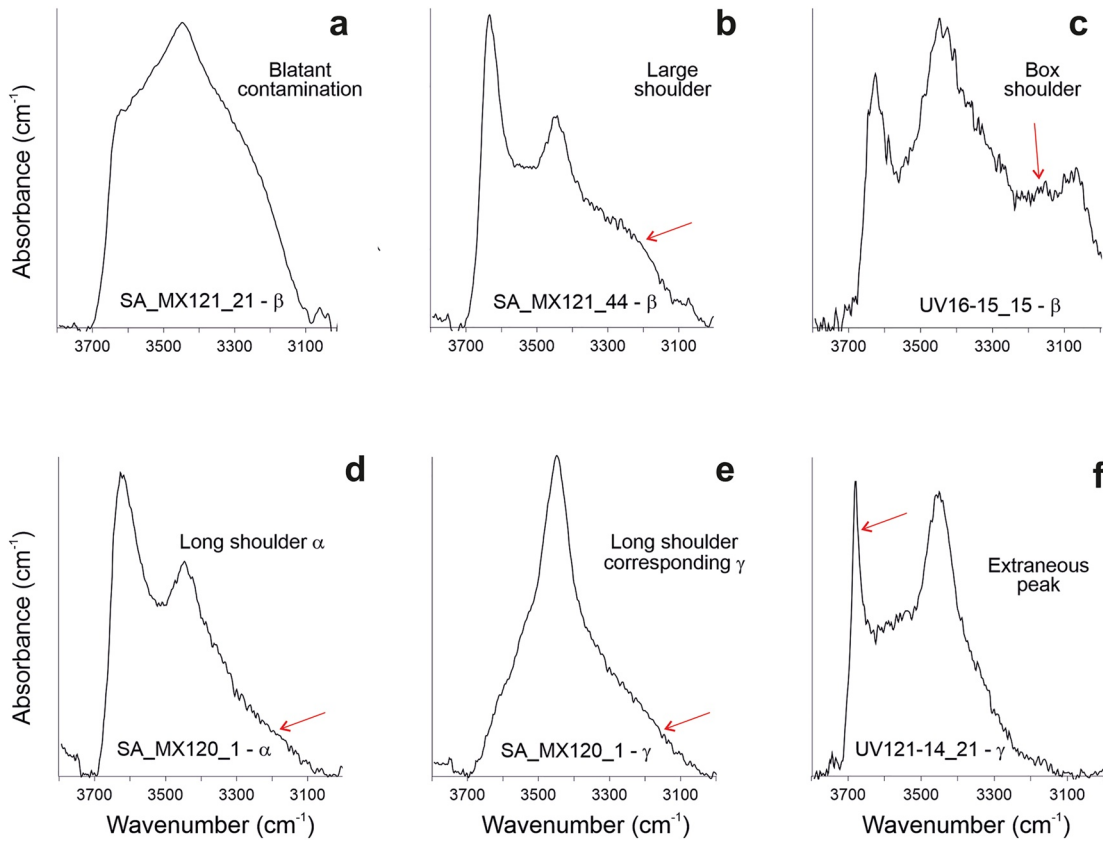 a
Blatant
contamination
Absorbance (cm⁻¹)
SA_MX121_21 - β
3700 3500 3300 3100
b
Large
shoulder
SA_MX121_44 - β
3700 3500 3300 3100
c
Box
shoulder
UV16-15_15 - β
3700 3500 3300 3100
d
Long shoulder α
Absorbance (cm⁻¹)
SA_MX120_1 - α
3700 3500 3300 3100
Wavenumber (cm⁻¹)
e
Long shoulder
corresponding γ
SA_MX120_1 - γ
3700 3500 3300 3100
Wavenumber (cm⁻¹)
f
Extraneous
peak
UV121-14_21 - γ
3700 3500 3300 3100
Wavenumber (cm⁻¹)